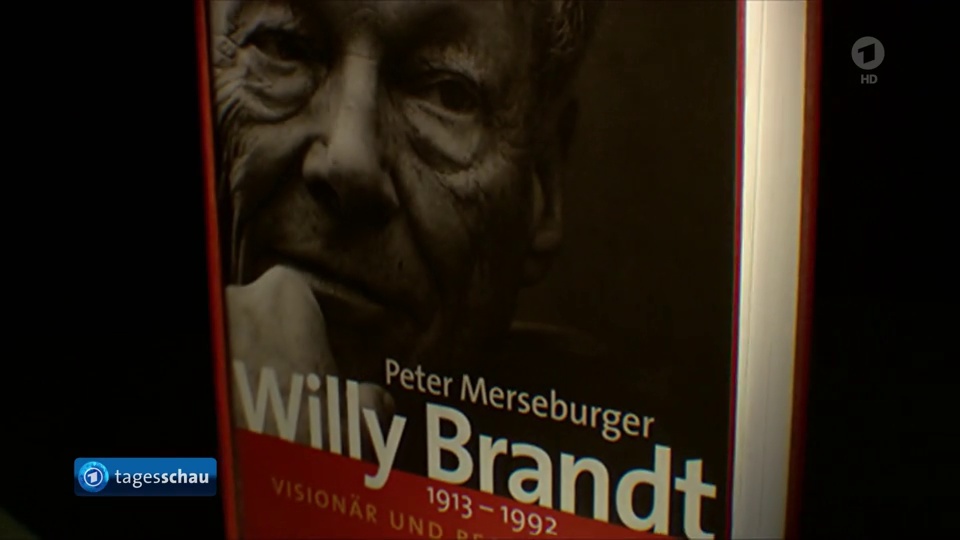 1
HD
Peter Merseburger
Willy Brandt
1913 – 1992
VISIONÄR UND
tagesschau